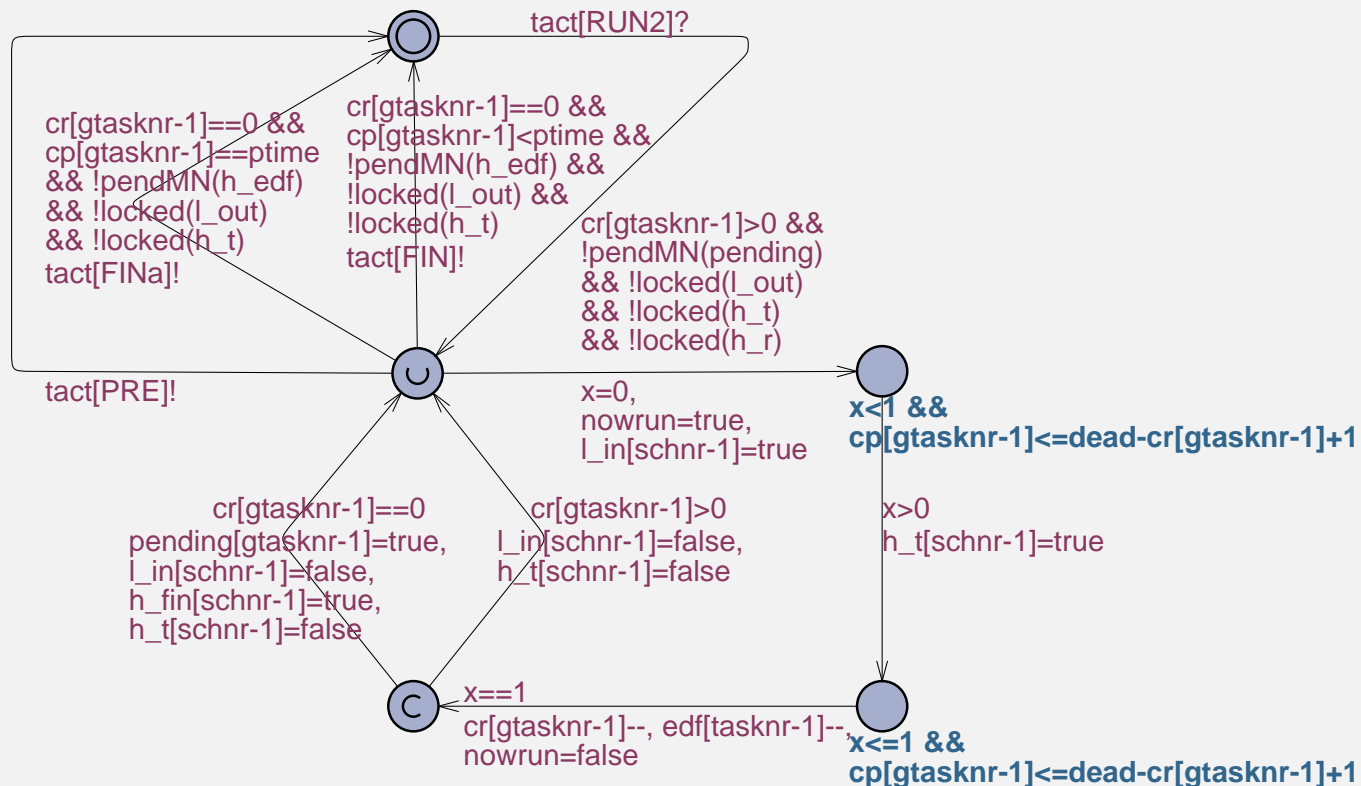 tact[RUN2]?
cr[gtasknr-1]==0 &&
cp[gtasknr-1]==ptime
&& !pendMN(h_edf)
&& !locked(l_out)
&& !locked(h_t)
tact[FINa]!
cr[gtasknr-1]==0 &&
cp[gtasknr-1]<ptime &&
!pendMN(h_edf) &&
!locked(l_out) &&
!locked(h_t)
tact[FIN]!
cr[gtasknr-1]>0 &&
!pendMN(pending)
&& !locked(l_out)
&& !locked(h_t)
&& !locked(h_r)
tact[PRE]!
x=0,
nowrun=true,
l_in[schnr-1]=true
x<1 &&
cp[gtasknr-1]<=dead-cr[gtasknr-1]+1
cr[gtasknr-1]==0
pending[gtasknr-1]=true,
l_in[schnr-1]=false,
h_fin[schnr-1]=true,
h_t[schnr-1]=false
cr[gtasknr-1]>0
l_in[schnr-1]=false,
h_t[schnr-1]=false
x>0
h_t[schnr-1]=true
x==1
cr[gtasknr-1]--, edf[tasknr-1]--,
nowrun=false
x<=1 &&
cp[gtasknr-1]<=dead-cr[gtasknr-1]+1